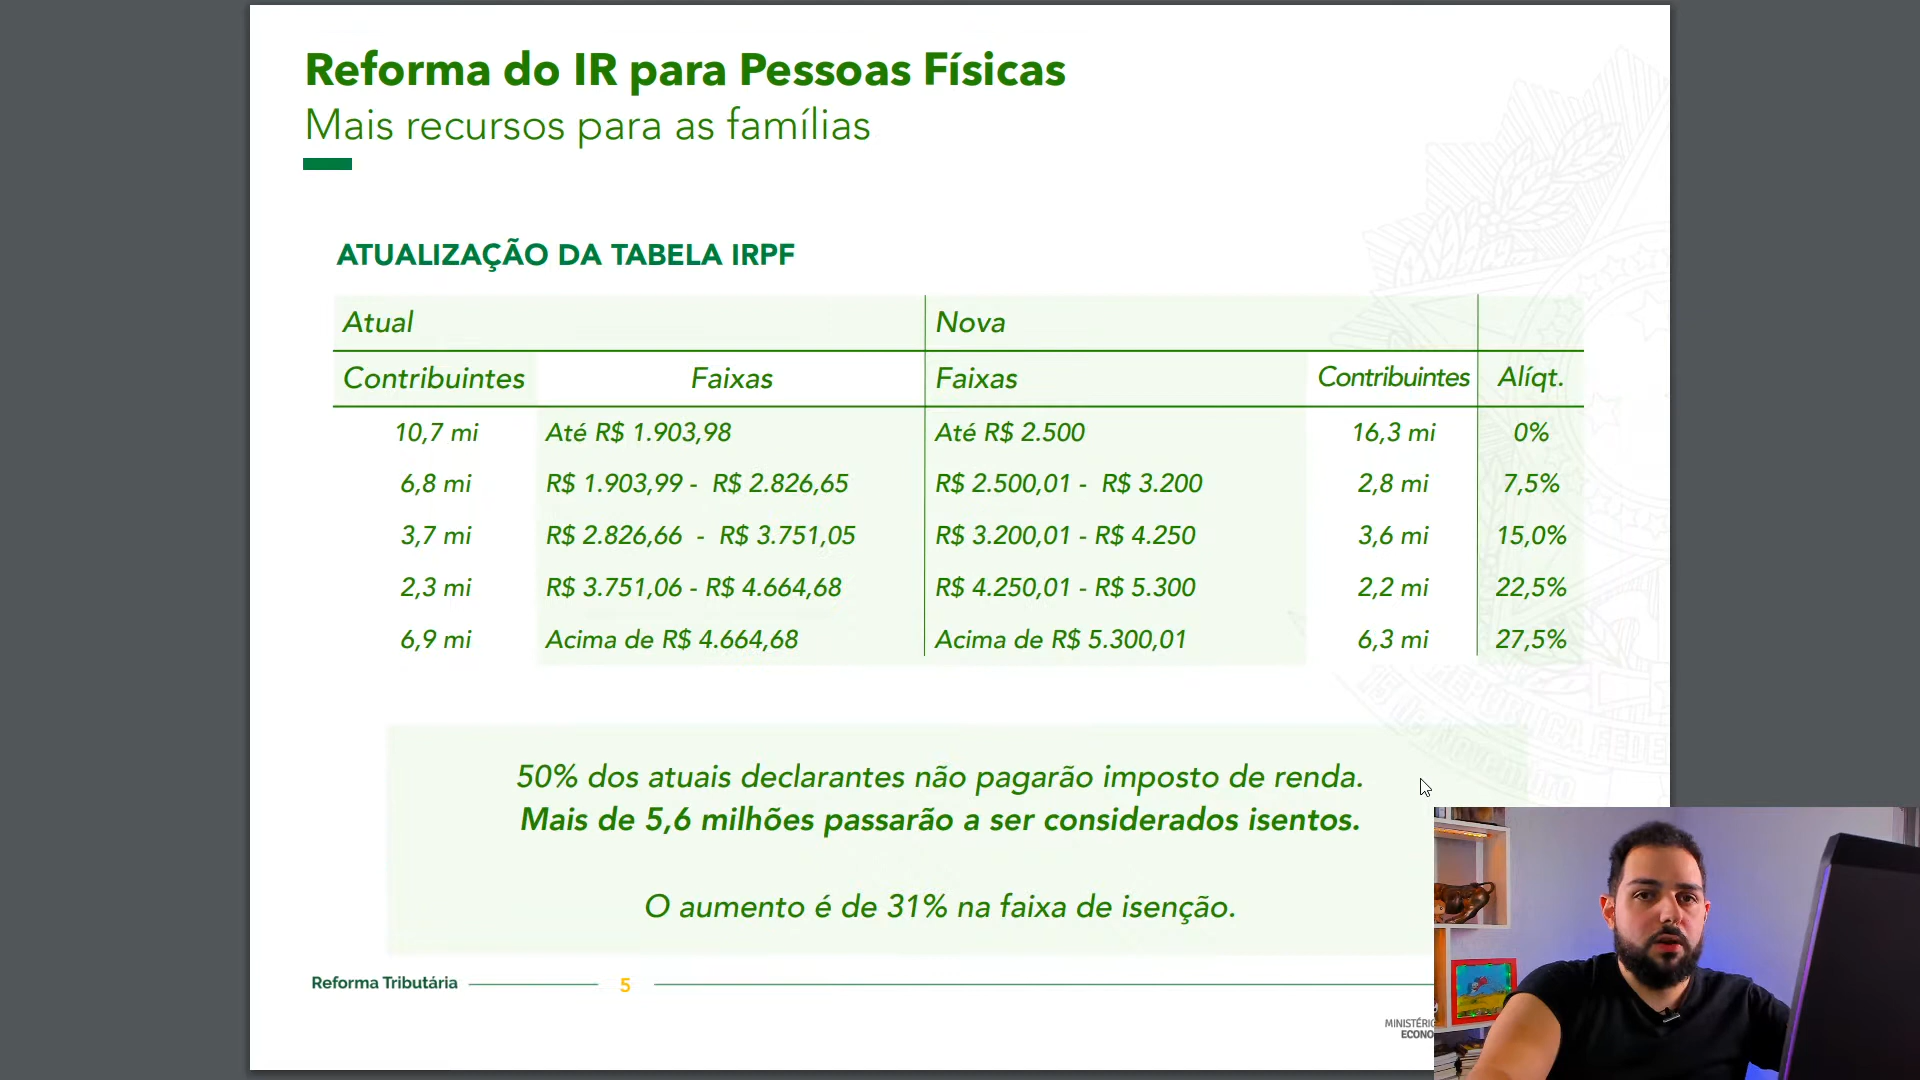 Reforma do IR para Pessoas Físicas
Mais recursos para as famílias
ATUALIZAÇÃO DA TABELA IRPF
Atual Nova
Contribuintes Faixas Faixas Contribuintes Alíqt.
10,7 mi Até R$ 1.903,98 Até R$ 2.500 16,3 mi 0%
6,8 mi R$ 1.903,99 - R$ 2.826,65 R$ 2.500,01 - R$ 3.200 2,8 mi 7,5%
3,7 mi R$ 2.826,66 - R$ 3.751,05 R$ 3.200,01 - R$ 4.250 3,6 mi 15,0%
2,3 mi R$ 3.751,06 - R$ 4.664,68 R$ 4.250,01 - R$ 5.300 2,2 mi 22,5%
6,9 mi Acima de R$ 4.664,68 Acima de R$ 5.300,01 6,3 mi 27,5%
50% dos atuais declarantes não pagarão imposto de renda.
Mais de 5,6 milhões passarão a ser considerados isentos.
O aumento é de 31% na faixa de isenção.
Reforma Tributária 5
MINISTÉRI
ECONO
REPÚBLICA FEDE
15 de Novembro